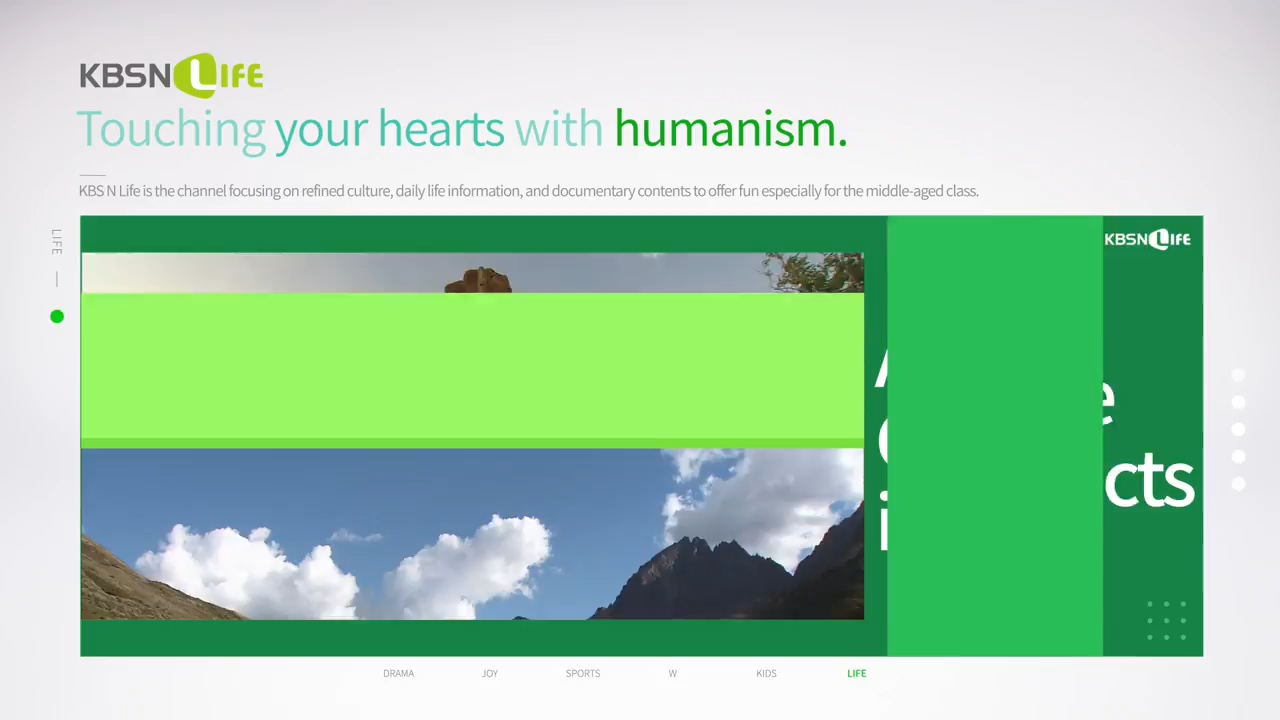 KBSN LIFE
Touching your hearts with humanism.
KBS N Life is the channel focusing on refined culture, daily life information, and documentary contents to offer fun especially for the middle-aged class.
LIFE
KBSN LIFE
DRAMA JOY SPORTS W KIDS LIFE